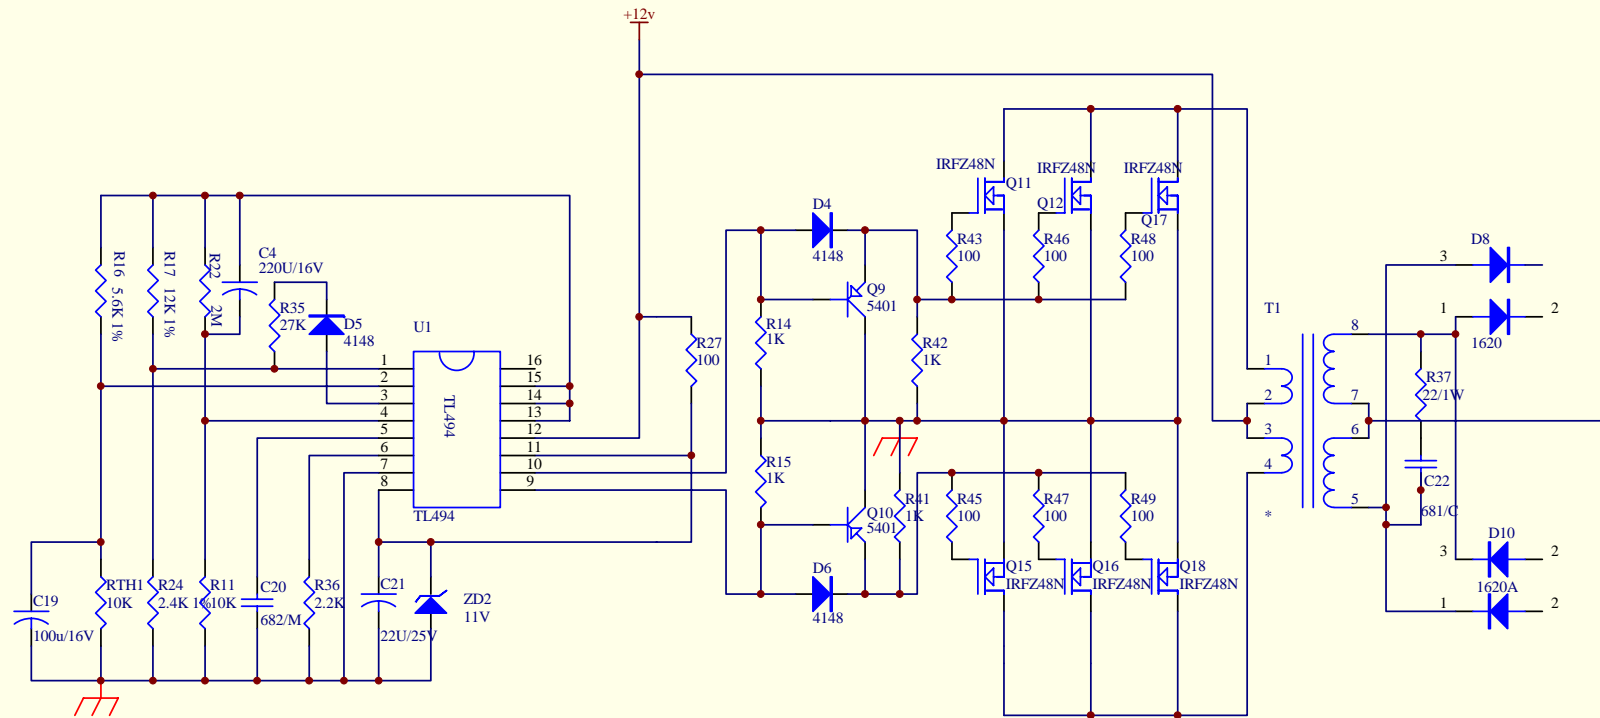 +12v
IRFZ48N
IRFZ48N
IRFZ48N
Q11
Q12
Q17
D4
4148
R43
100
R46
100
R48
100
D8
3
1
2
1620
R16 5.6K 1%
R17 12K 1%
R22 2M
C4
220U/16V
R35
27K
D5
4148
U1
TL494
TL494
1
2
3
4
5
6
7
8
16
15
14
13
12
11
10
9
R27
100
Q9
5401
R14
1K
R42
1K
T1
1
2
3
4
*
8
7
6
5
R37
22/1W
C22
681/C
R15
1K
Q10
5401
R41
1K
R45
100
R47
100
R49
100
D6
4148
Q15
IRFZ48N
Q16
IRFZ48N
Q18
IRFZ48N
D10
3
2
1620A
1
2
C19
100u/16V
RTH1
10K
R24
2.4K 1%
R11
10K
C20
682/M
R36
2.2K
C21
22U/25V
ZD2
11V